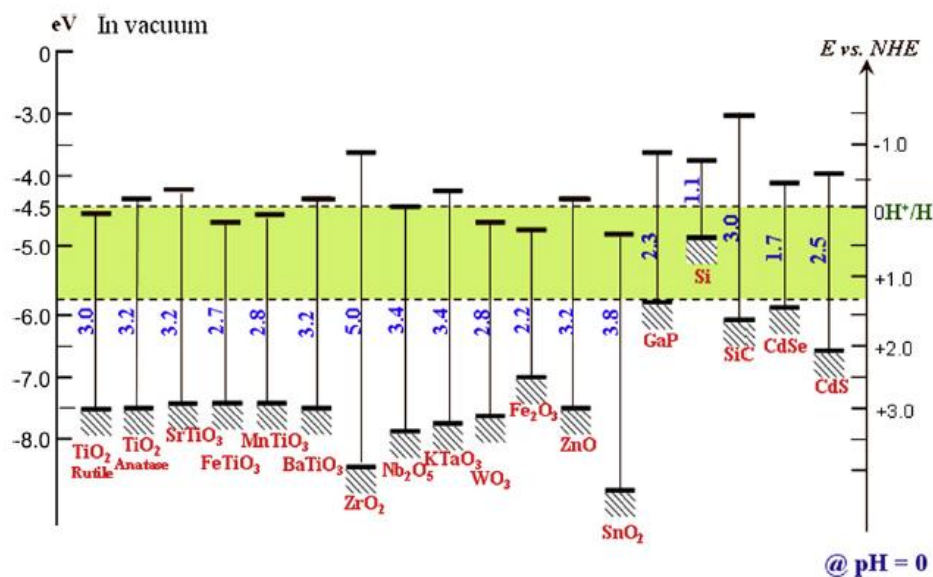 eV In vacuum
E vs. NHE
0
-3.0
-4.0
-4.5
-5.0
-6.0
-7.0
-8.0
-1.0
0H⁺/H
+1.0
+2.0
+3.0
3.0
3.2
3.2
2.7
2.8
3.2
5.0
3.4
3.4
2.8
2.2
3.2
3.8
2.3
1.1
3.0
1.7
2.5
TiO₂
Rutile
TiO₂
Anatase
SrTiO₃
FeTiO₃
MnTiO₃
BaTiO₃
ZrO₂
Nb₂O₅
KTaO₃
WO₃
Fe₂O₃
ZnO
SnO₂
GaP
Si
SiC
CdSe
CdS
@ pH = 0